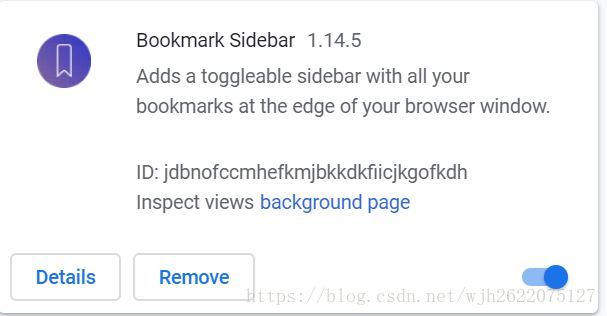 Bookmark Sidebar 1.14.5
Adds a toggleable sidebar with all your
bookmarks at the edge of your browser window.
ID: jdbnofccmhefkmjbkkdkfiicjkgofkdh
Inspect views background page
Details Remove
https://blog.csdn.net/wjh2622075127